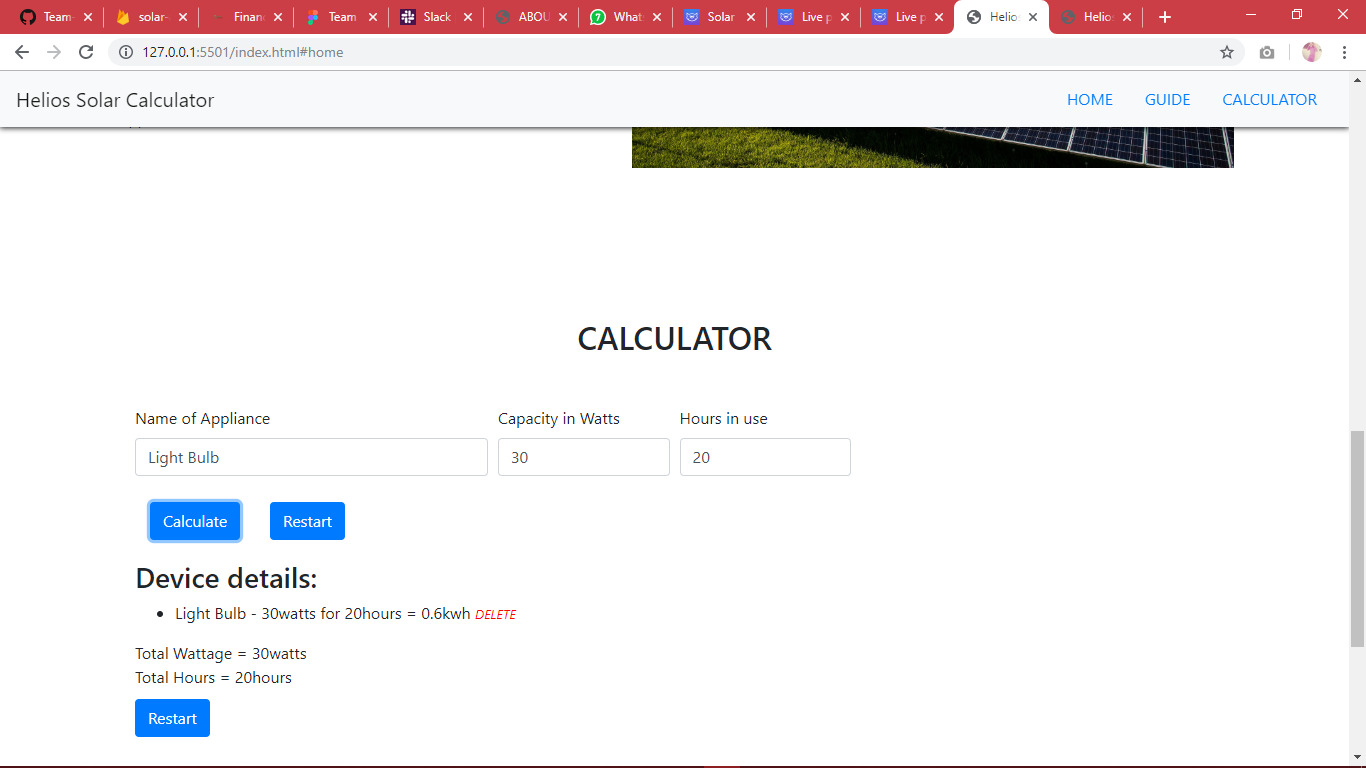 Team- solar- Finan Team Slack ABOU What Solar Live p Live p Helio Helio
127.0.0.1:5501/index.html#home
Helios Solar Calculator HOME GUIDE CALCULATOR
CALCULATOR
Name of Appliance Capacity in Watts Hours in use
Light Bulb 30 20
Calculate Restart
Device details:
• Light Bulb - 30watts for 20hours = 0.6kwh DELETE
Total Wattage = 30watts
Total Hours = 20hours
Restart